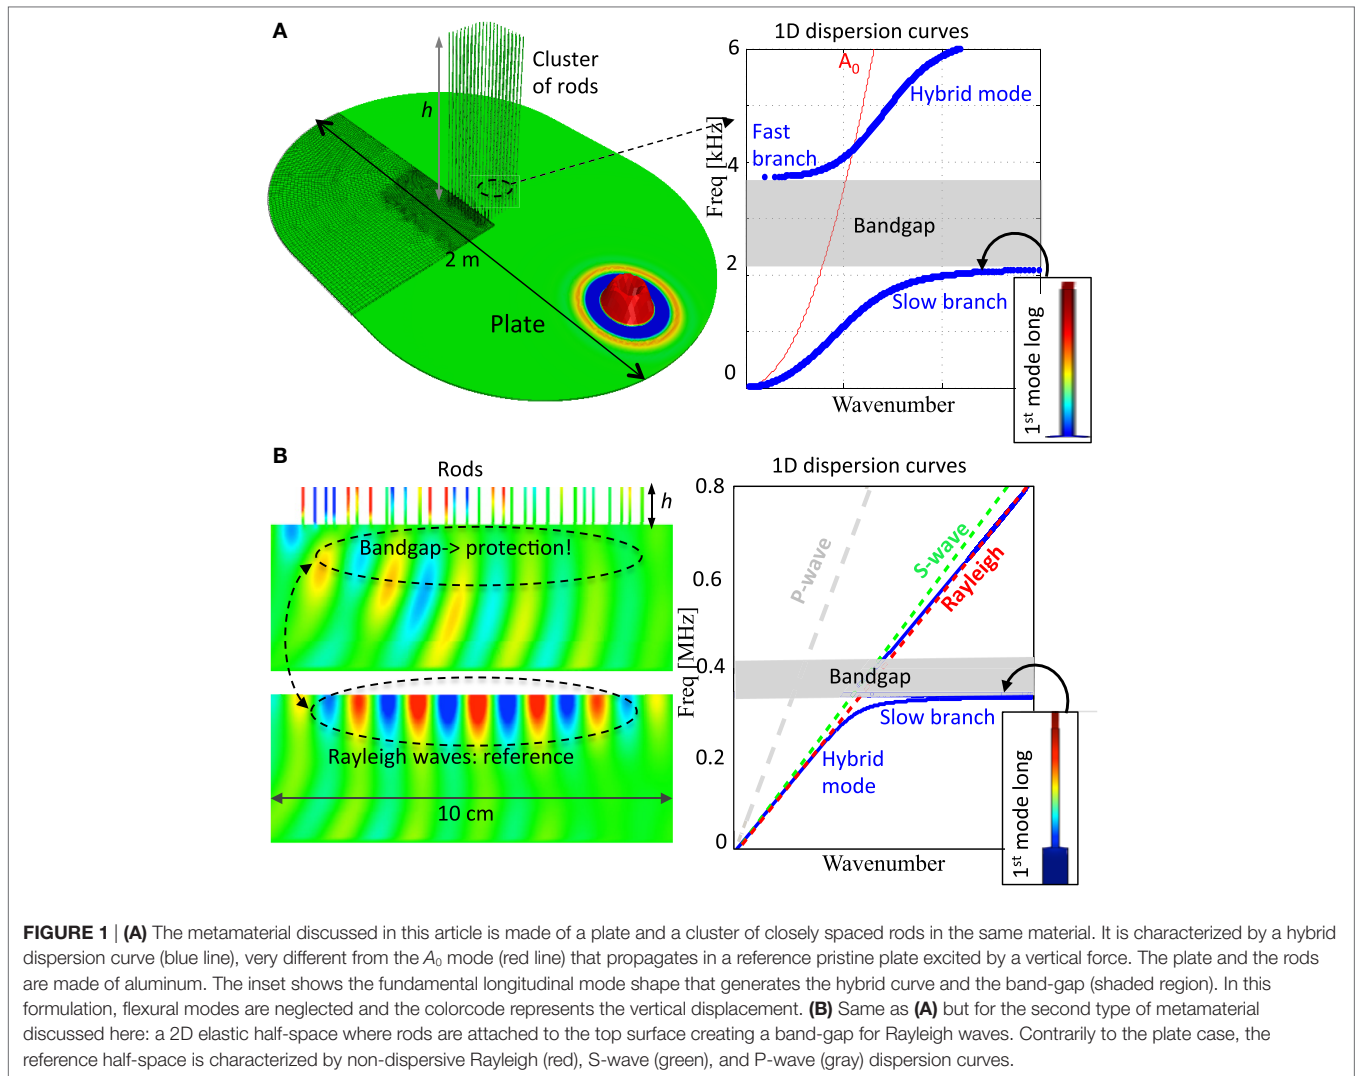 A
Cluster
of rods
h
2 m
Plate
1D dispersion curves
6
A0
Hybrid mode
Fast
branch
4
Freq [kHz]
Bandgap
2
Slow branch
0
Wavenumber
1st mode long
B
Rods
h
Bandgap-> protection!
Rayleigh waves: reference
10 cm
1D dispersion curves
0.8
P-wave
S-wave
Rayleigh
0.6
Freq [MHz]
0.4
Bandgap
Slow branch
0.2
Hybrid
mode
0
Wavenumber
1st mode long
FIGURE 1 | (A) The metamaterial discussed in this article is made of a plate and a cluster of closely spaced rods in the same material. It is characterized by a hybrid
dispersion curve (blue line), very different from the A0 mode (red line) that propagates in a reference pristine plate excited by a vertical force. The plate and the rods
are made of aluminum. The inset shows the fundamental longitudinal mode shape that generates the hybrid curve and the band-gap (shaded region). In this
formulation, flexural modes are neglected and the colorcode represents the vertical displacement. (B) Same as (A) but for the second type of metamaterial
discussed here: a 2D elastic half-space where rods are attached to the top surface creating a band-gap for Rayleigh waves. Contrarily to the plate case, the
reference half-space is characterized by non-dispersive Rayleigh (red), S-wave (green), and P-wave (gray) dispersion curves.